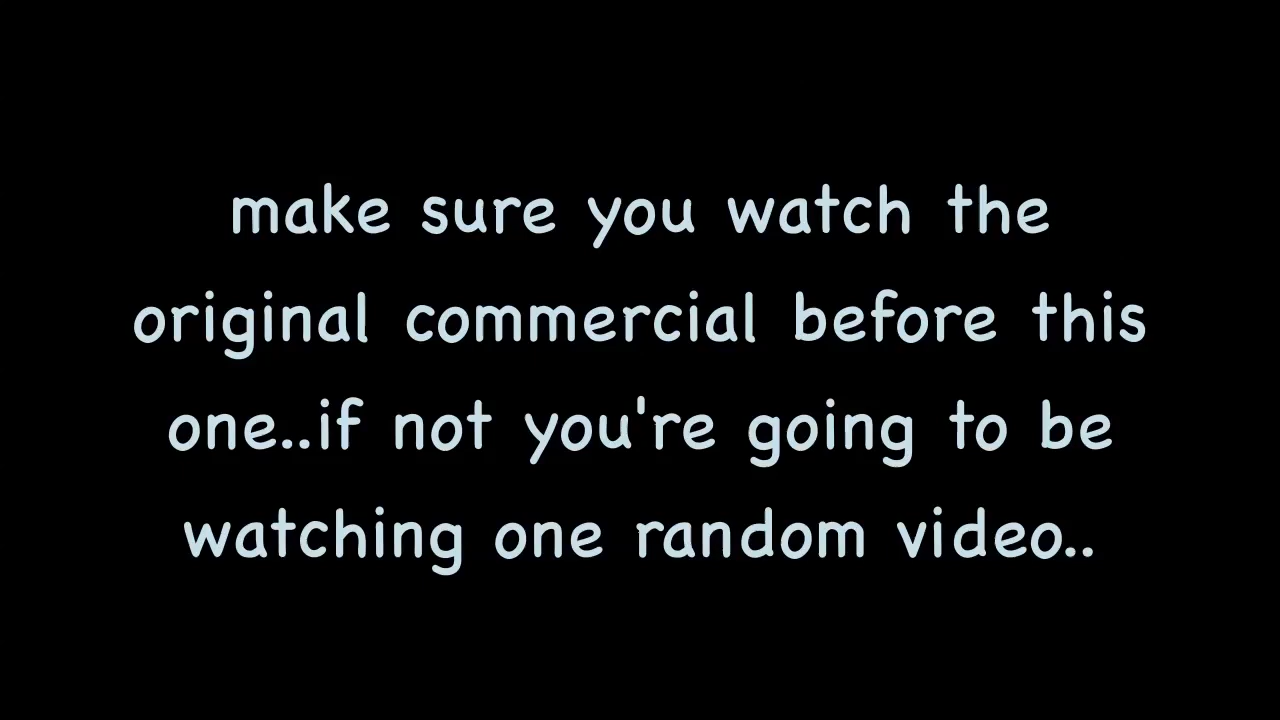 make sure you watch the
original commercial before this
one..if not you're going to be
watching one random video..